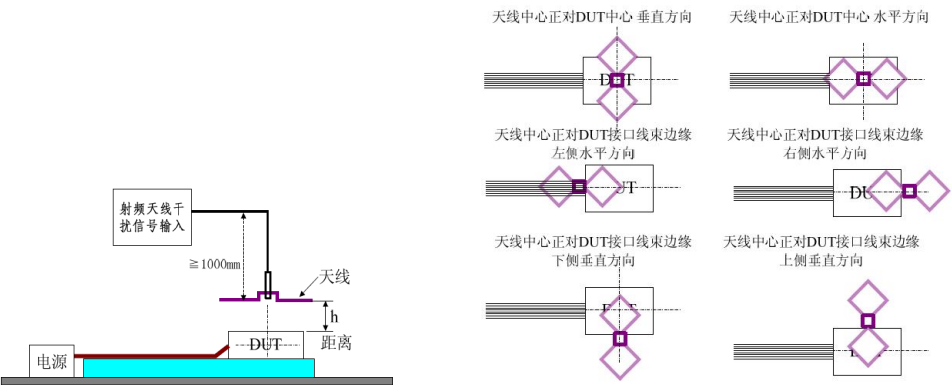 射频天线干
扰信号输入
≧1000mm
天线
h
距离
DUT
电源
天线中心正对DUT中心 垂直方向
DUT
天线中心正对DUT中心 水平方向
天线中心正对DUT接口线束边缘
左侧水平方向
UT
天线中心正对DUT接口线束边缘
右侧水平方向
DU
天线中心正对DUT接口线束边缘
下侧垂直方向
天线中心正对DUT接口线束边缘
上侧垂直方向